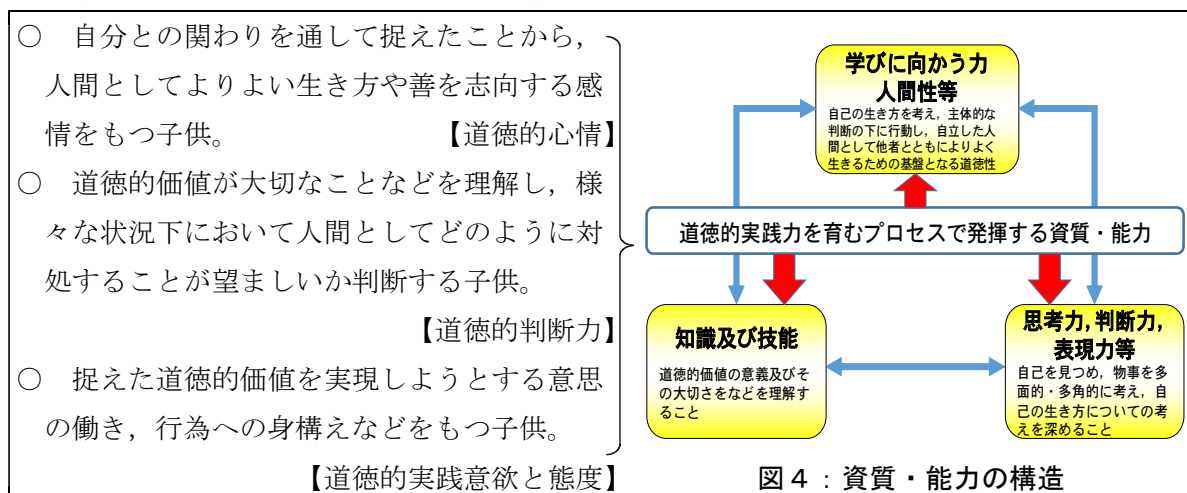 ○　自分との関わりを通して捉えたことから，
人間としてよりよい生き方や善を志向する感
情をもつ子供。　【道徳的心情】
○　道徳的価値が大切なことなどを理解し，様
々な状況下において人間としてどのように対
処することが望ましいか判断する子供。
【道徳的判断力】
○　捉えた道徳的価値を実現しようとする意思
の働き，行為への身構えなどをもつ子供。
【道徳的実践意欲と態度】
学びに向かう力
人間性等
自己の生き方を考え，主体的な
判断の下に行動し，自立した人
間として他者とともによりよく
生きるための基盤となる道徳性
道徳的実践力を育むプロセスで発揮する資質・能力
知識及び技能
道徳的価値の意義及びそ
の大切さをなどを理解す
ること
思考力，判断力，
表現力等
自己を見つめ，物事を多
面的・多角的に考え，自
己の生き方についての考
えを深めること
図４：資質・能力の構造